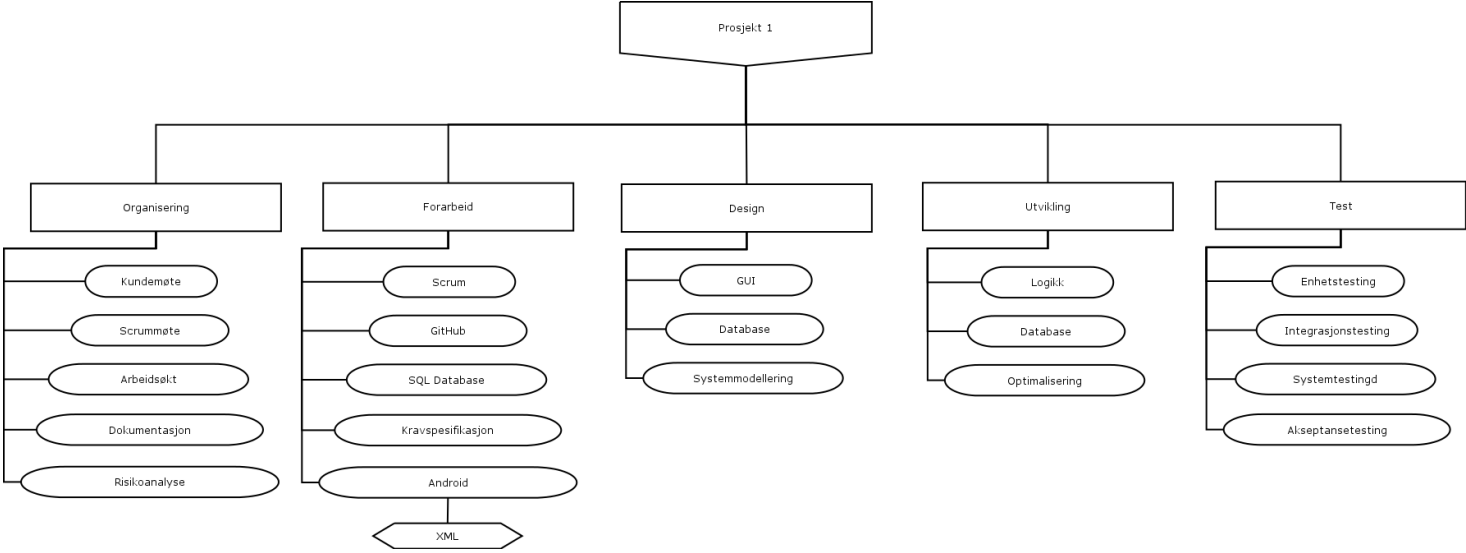 Prosjekt 1
Organisering
Kundemøte
Scrummøte
Arbeidsøkt
Dokumentasjon
Risikoanalyse
Forarbeid
Scrum
GitHub
SQL Database
Kravspesifikasjon
Android
XML
Design
GUI
Database
Systemmodellering
Utvikling
Logikk
Database
Optimalisering
Test
Enhetstesting
Integrasjonstesting
Systemtestingd
Akseptansetesting